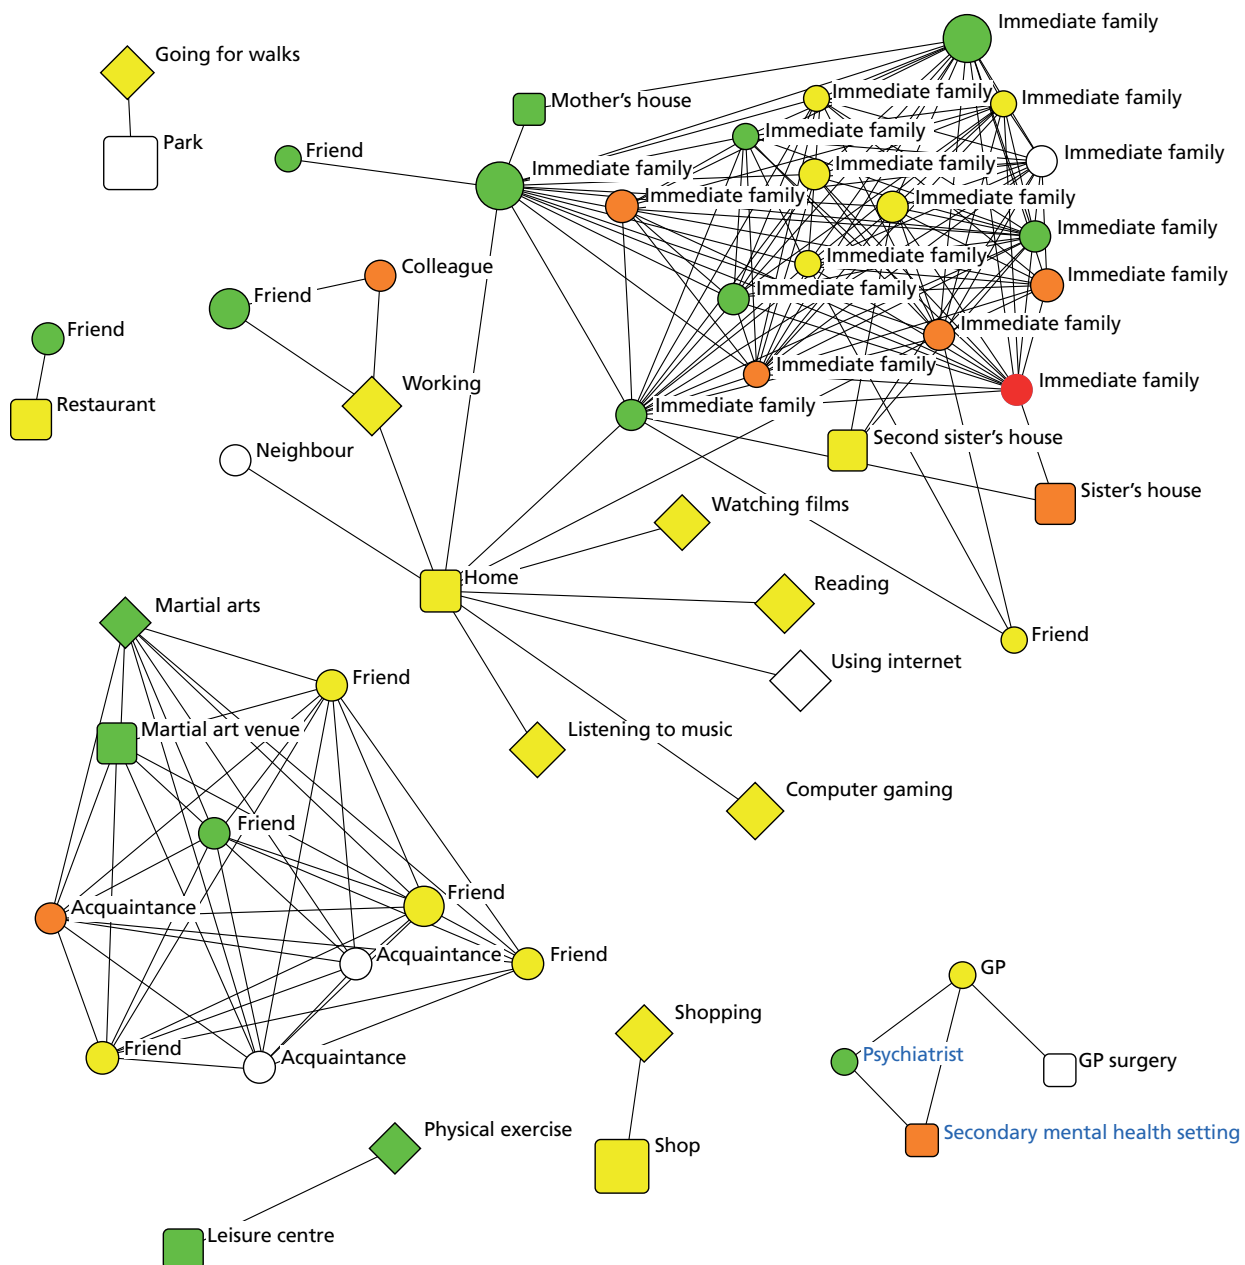 Immediate family
Going for walks
Immediate family
Immediate family
Mother's house
Immediate family
Park
Friend
Immediate family
Immediate family
Immediate family
Immediate family
Immediate family
Immediate family
Colleague
Immediate family
Immediate family
Friend
Immediate family
Friend
Immediate family
Immediate family
Working
Immediate family
Restaurant
Immediate family
Neighbour
Second sister's house
Sister's house
Watching films
Home
Reading
Martial arts
Friend
Using internet
Friend
Martial art venue
Listening to music
Computer gaming
Friend
Friend
Acquaintance
Acquaintance
Friend
GP
Shopping
Friend
Acquaintance
Psychiatrist
GP surgery
Physical exercise
Secondary mental health setting
Shop
Leisure centre